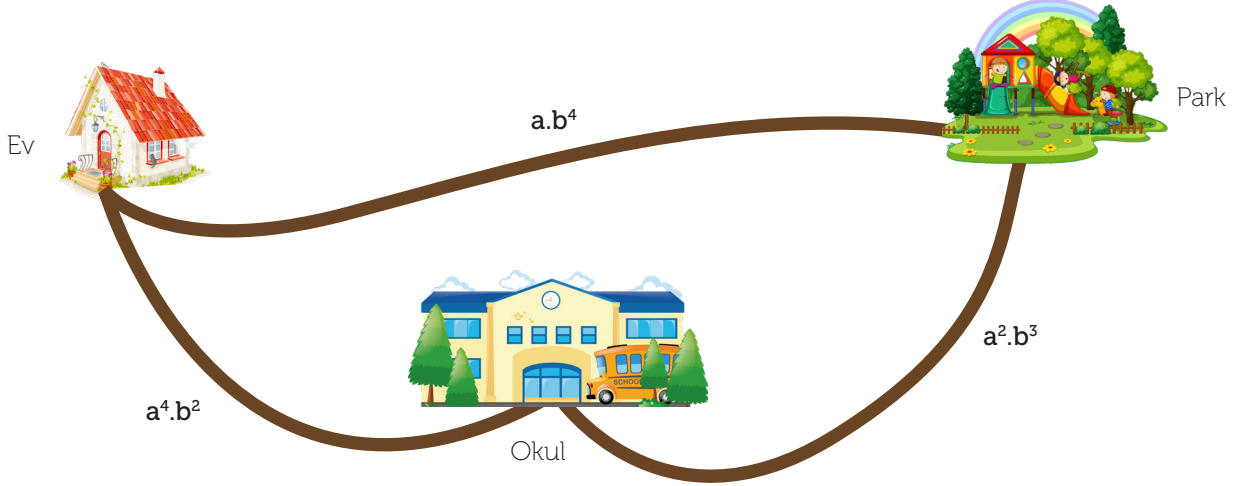 Park
a.b⁴
Ev
a².b³
SCHOOL
a⁴.b²
Okul